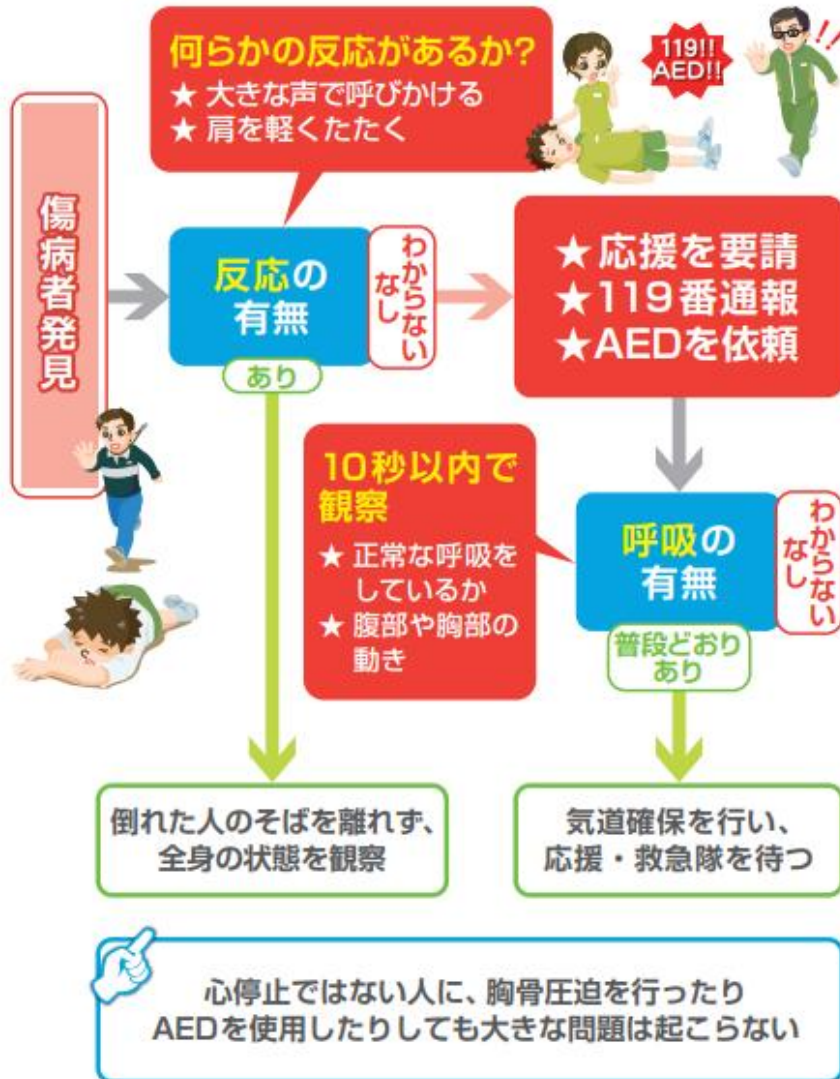 何らかの反応があるか?
★ 大きな声で呼びかける
★ 肩を軽くたたく
119!!
AED!!
!!
傷病者発見
反応の
有無
わからない
なし
あり
★応援を要請
★119番通報
★AEDを依頼
10秒以内で
観察
★ 正常な呼吸を
しているか
★ 腹部や胸部の
動き
呼吸の
有無
わからない
なし
普段どおり
あり
倒れた人のそばを離れず、
全身の状態を観察
気道確保を行い、
応援・救急隊を待つ
心停止ではない人に、胸骨圧迫を行ったり
AEDを使用したりしても大きな問題は起こらない